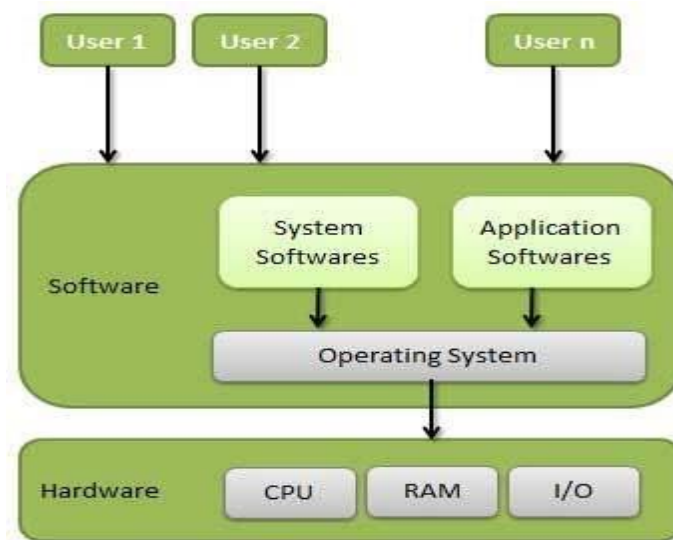 User 1
User 2
User n
System
Softwares
Application
Softwares
Software
Operating System
Hardware
CPU
RAM
I/O